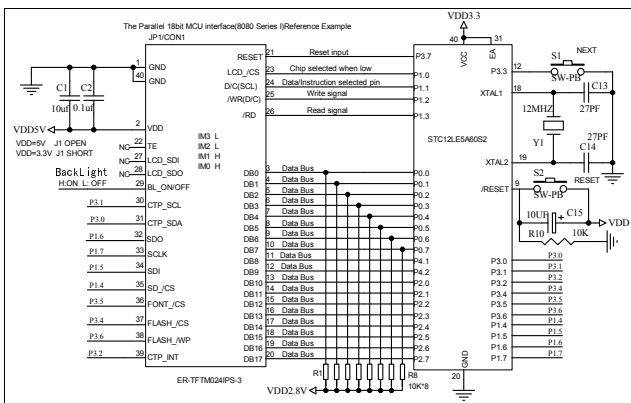 The Parallel 18bit MCU interface(8080 Series I)Reference Example
JP1/CON1
VDD3.3
1 GND
40 GND
C1 C2
10uf 0.1uf
VDD5V 2 VDD
VDD=5V J1 OPEN
VDD=3.3V J1 SHORT
NC 22 TE
NC 27 LCD_SDI
NC 28 LCD_SDO
BackLight
H:ON L: OFF 29 BL_ON/OFF
P3.1 30 CTP_SCL
P3.0 31 CTP_SDA
P1.6 32 SDO
P1.7 33 SCLK
P1.5 34 SDI
P1.4 35 SD_/CS
P3.5 36 FONT_/CS
P3.4 37 FLASH_/CS
P3.6 38 FLASH_/WP
P3.2 39 CTP_INT
IM3 L
IM2 L
IM1 H
IM0 H
ER-TFTM024IPS-3
RESET 21 Reset input P3.7
LCD_/CS 23 Chip selected when low P1.0
D/C(SCL) 24 Data/Instruction selected pin P1.1
/WR(D/C) 25 Write signal P1.2
/RD 26 Read signal P1.3
DB0 3 Data Bus P0.0
DB1 4 Data Bus P0.1
DB2 5 Data Bus P0.2
DB3 6 Data Bus P0.3
DB4 7 Data Bus P0.4
DB5 8 Data Bus P0.5
DB6 9 Data Bus P0.6
DB7 10 Data Bus P0.7
DB8 11 Data Bus P4.1
DB9 12 Data Bus P4.2
DB10 13 Data Bus P2.0
DB11 14 Data Bus P2.1
DB12 15 Data Bus P2.2
DB13 16 Data Bus P2.3
DB14 17 Data Bus P2.4
DB15 18 Data Bus P2.5
DB16 19 Data Bus P2.6
DB17 20 Data Bus P2.7
R1 R8
VDD2.8V 10K*8
40 VCC
31 EA
STC12LE5A60S2
P3.3 12 S1 NEXT
SW-PB
XTAL1 18 C13
12MHZ 27PF
Y1 27PF
XTAL2 19 C14
S2 RESET
/RESET 9 SW-PB
10UF + C15 VDD
R10 10K
P3.0 P3.0
P3.1 P3.1
P3.2 P3.2
P3.4 P3.4
P3.5 P3.5
P3.6 P3.6
P1.4 P1.4
P1.5 P1.5
P1.6 P1.6
P1.7 P1.7
GND
20